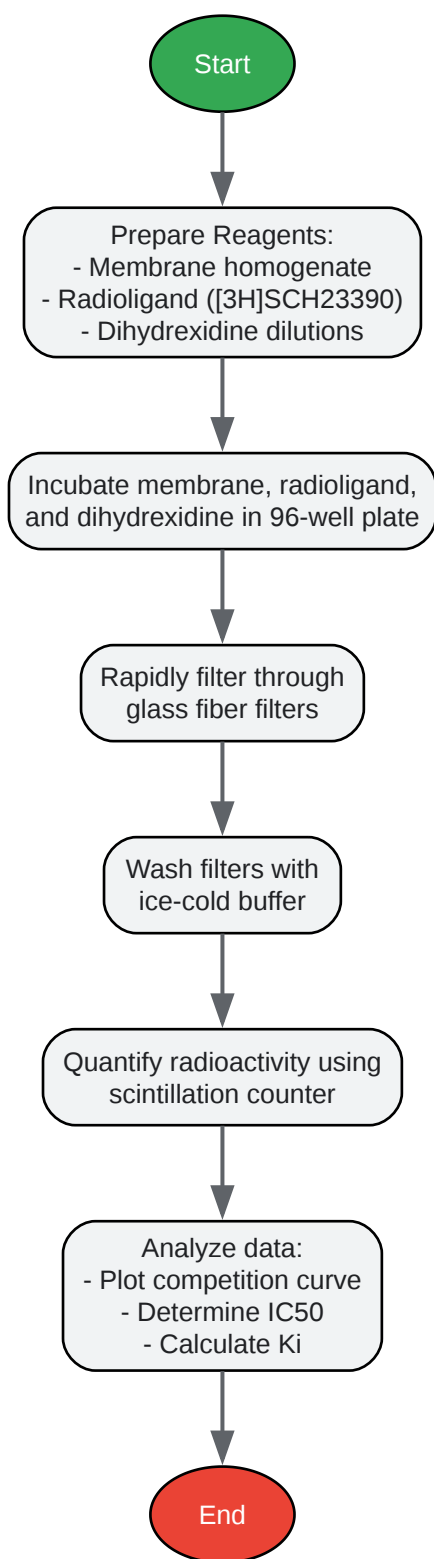 Start
Prepare Reagents:
- Membrane homogenate
- Radioligand ([3H]SCH23390)
- Dihydrexidine dilutions
Incubate membrane, radioligand,
and dihydrexidine in 96-well plate
Rapidly filter through
glass fiber filters
Wash filters with
ice-cold buffer
Quantify radioactivity using
scintillation counter
Analyze data:
- Plot competition curve
- Determine IC50
- Calculate Ki
End